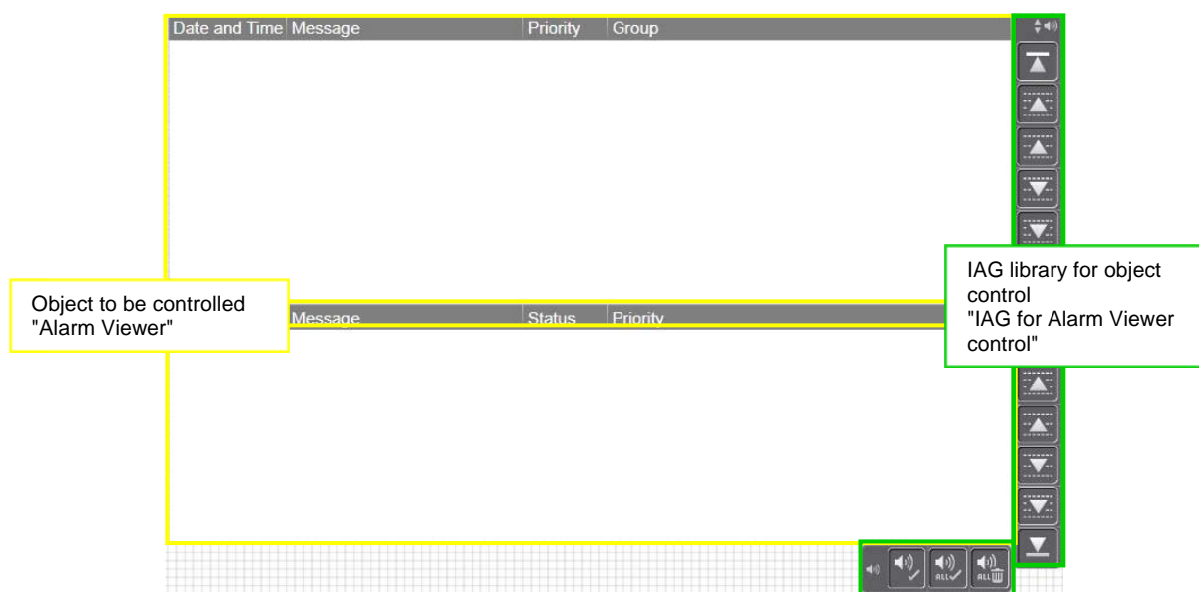 Date and Time Message Priority Group
IAG library for object
control
"IAG for Alarm Viewer
control"
Object to be controlled
"Alarm Viewer"
Message Status Priority
ALL ALL